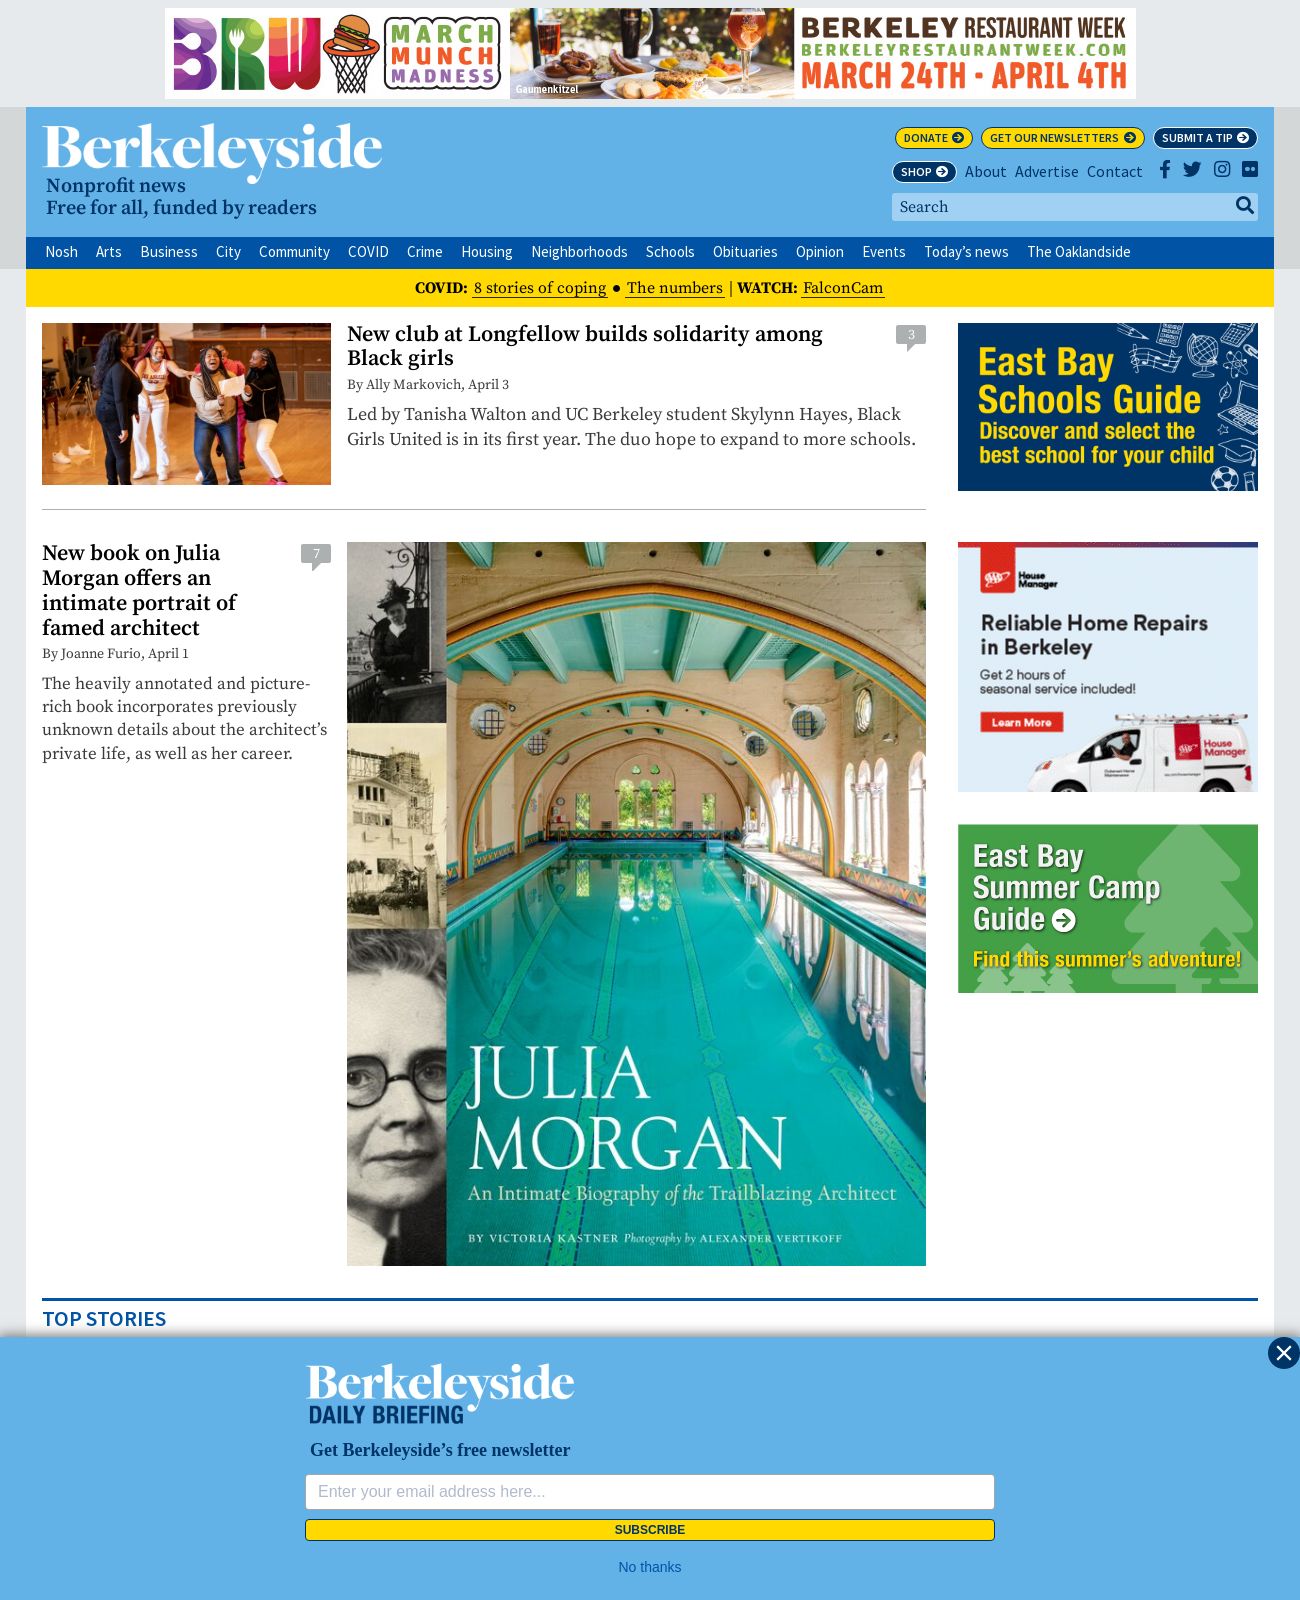 MARCH
MUNCH
MADNESS
Gaumenkitzel
BERKELEY RESTAURANT WEEK
BERKELEYRESTAURANTWEEK.COM
MARCH 24TH - APRIL 4TH
Berkeleyside
Nonprofit news
Free for all, funded by readers
DONATE
GET OUR NEWSLETTERS
SUBMIT A TIP
SHOP
About Advertise Contact
Search
Nosh Arts Business City Community COVID Crime Housing Neighborhoods Schools Obituaries Opinion Events Today's news The Oaklandside
COVID: 8 stories of coping ● The numbers | WATCH: FalconCam
New club at Longfellow builds solidarity among
Black girls
3
By Ally Markovich, April 3
Led by Tanisha Walton and UC Berkeley student Skylynn Hayes, Black
Girls United is in its first year. The duo hope to expand to more schools.
East Bay
Schools Guide
Discover and select the
best school for your child
New book on Julia
Morgan offers an
intimate portrait of
famed architect
7
By Joanne Furio, April 1
The heavily annotated and picture-
rich book incorporates previously
unknown details about the architect's
private life, as well as her career.
JULIA
MORGAN
An Intimate Biography of the Trailblazing Architect
BY VICTORIA KASTNER Photography by ALEXANDER VERTIKOFF
House
Manager
Reliable Home Repairs
in Berkeley
Get 2 hours of
seasonal service included!
Learn More
House
Manager
East Bay
Summer Camp
Guide
Find this summer's adventure!
TOP STORIES
Berkeleyside
DAILY BRIEFING
Get Berkeleyside's free newsletter
Enter your email address here...
SUBSCRIBE
No thanks